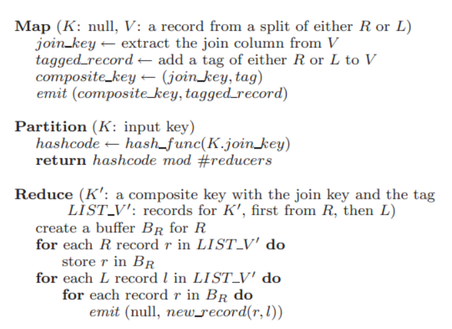 Map (K: null, V: a record from a split of either R or L)
join_key ← extract the join column from V
tagged_record ← add a tag of either R or L to V
composite_key ← (join_key, tag)
emit (composite_key, tagged_record)
Partition (K: input key)
hashcode ← hash_func(K.join_key)
return hashcode mod #reducers
Reduce (K′: a composite key with the join key and the tag
LIST_V′: records for K′, first from R, then L)
create a buffer B_R for R
for each R record r in LIST_V′ do
store r in B_R
for each L record l in LIST_V′ do
for each record r in B_R do
emit (null, new_record(r, l))